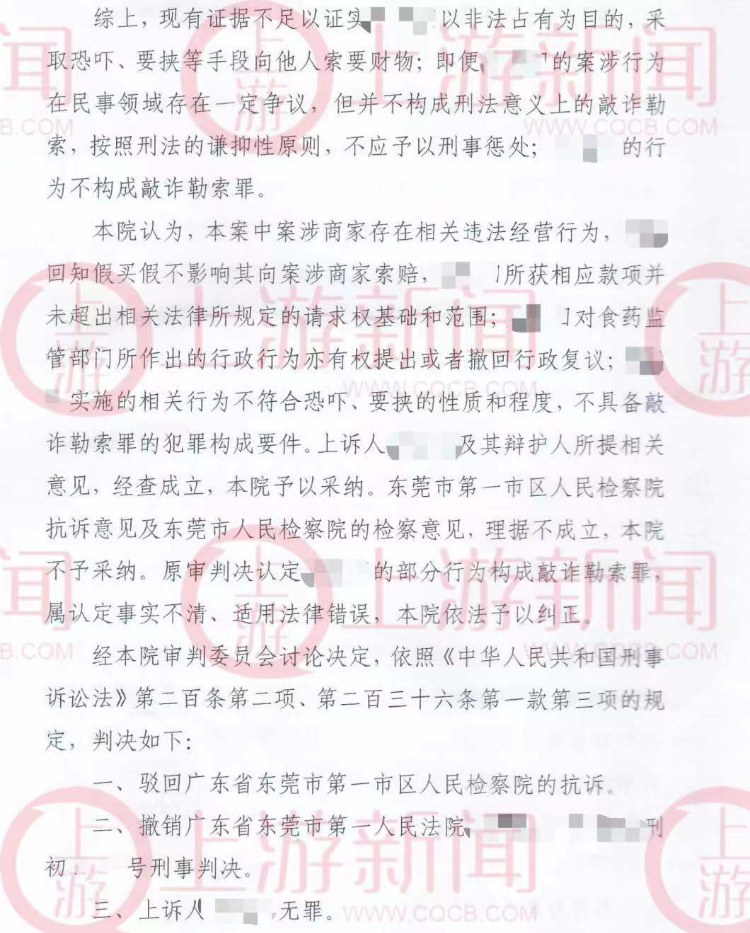 综上，现有证据不足以证实 以非法占有为目的，采
取恐吓、要挟等手段向他人索要财物；即便 的案涉行为
在民事领域存在一定争议，但并不构成刑法意义上的敲诈勒
索，按照刑法的谦抑性原则，不应予以刑事惩处； 的行
为不构成敲诈勒索罪。
本院认为，本案中案涉商家存在相关违法经营行为，
回知假买假不影响其向案涉商家索赔， 所获相应款项并
未超出相关法律所规定的请求权基础和范围； 对食药监
管部门所作出的行政行为亦有权提出或者撤回行政复议；
实施的相关行为不符合恐吓、要挟的性质和程度，不具备敲
诈勒索罪的犯罪构成要件。上诉人 及其辩护人所提相关
意见，经查成立，本院予以采纳。东莞市第一市区人民检察院
抗诉意见及东莞市人民检察院的检察意见，理据不成立，本院
不予采纳。原审判决认定 的部分行为构成敲诈勒索罪，
属认定事实不清、适用法律错误，本院依法予以纠正。
经本院审判委员会讨论决定，依照《中华人民共和国刑事
诉讼法》第二百条第二项、第二百三十六条第一款第三项的规
定，判决如下：
一、驳回广东省东莞市第一市区人民检察院的抗诉。
二、撤销广东省东莞市第一人民法院 刑
初 号刑事判决。
三、上诉人 ，无罪。
上游新闻
WWW.CQCB.COM